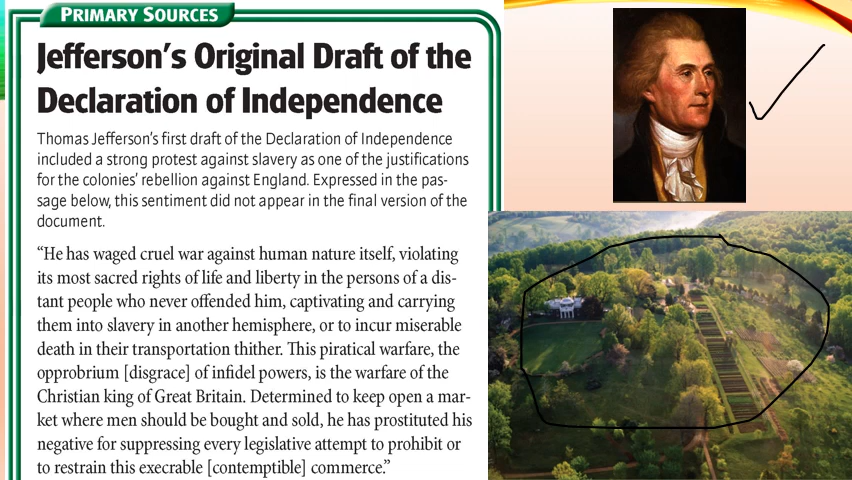 PRIMARY SOURCES
Jefferson's Original Draft of the
Declaration of Independence
Thomas Jefferson's first draft of the Declaration of Independence
included a strong protest against slavery as one of the justifications
for the colonies' rebellion against England. Expressed in the pas-
sage below, this sentiment did not appear in the final version of the
document.
“He has waged cruel war against human nature itself, violating
its most sacred rights of life and liberty in the persons of a dis-
tant people who never offended him, captivating and carrying
them into slavery in another hemisphere, or to incur miserable
death in their transportation thither. This piratical warfare, the
opprobrium [disgrace] of infidel powers, is the warfare of the
Christian king of Great Britain. Determined to keep open a mar-
ket where men should be bought and sold, he has prostituted his
negative for suppressing every legislative attempt to prohibit or
to restrain this execrable [contemptible] commerce.”